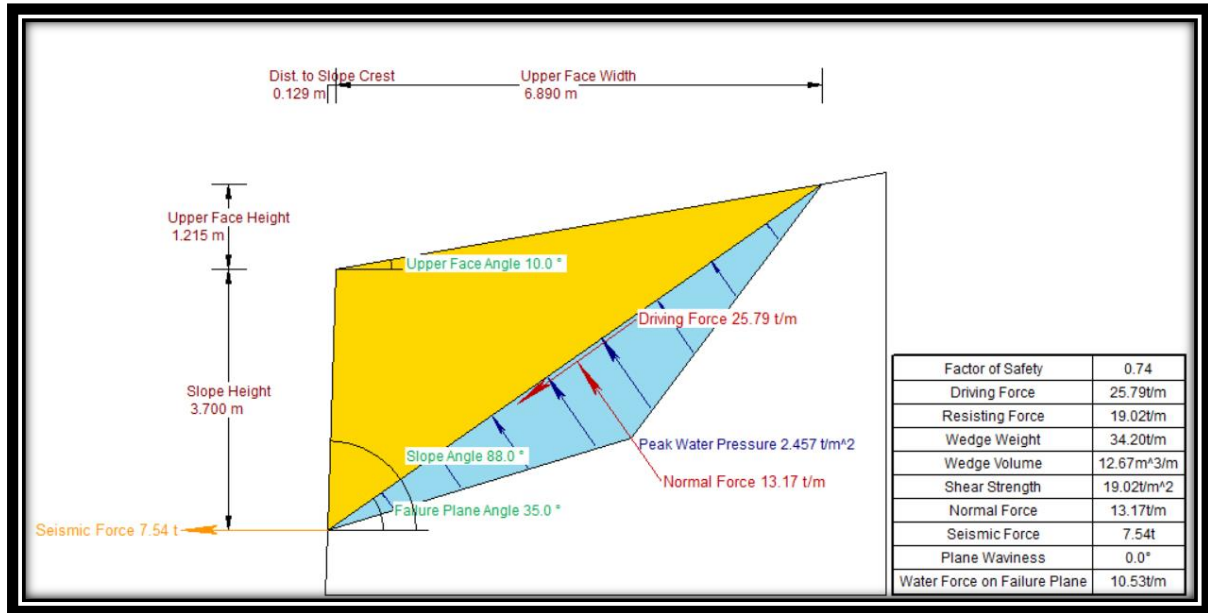 Dist. to Slope Crest
0.129 m
Upper Face Width
6.890 m
Upper Face Height
1.215 m
Upper Face Angle 10.0 °
Driving Force 25.79 t/m
Slope Height
3.700 m
Peak Water Pressure 2.457 t/m^2
Slope Angle 88.0 °
Normal Force 13.17 t/m
Failure Plane Angle 35.0 °
Seismic Force 7.54 t
Factor of Safety 0.74
Driving Force 25.79t/m
Resisting Force 19.02t/m
Wedge Weight 34.20t/m
Wedge Volume 12.67m^3/m
Shear Strength 19.02t/m^2
Normal Force 13.17t/m
Seismic Force 7.54t
Plane Waviness 0.0°
Water Force on Failure Plane 10.53t/m